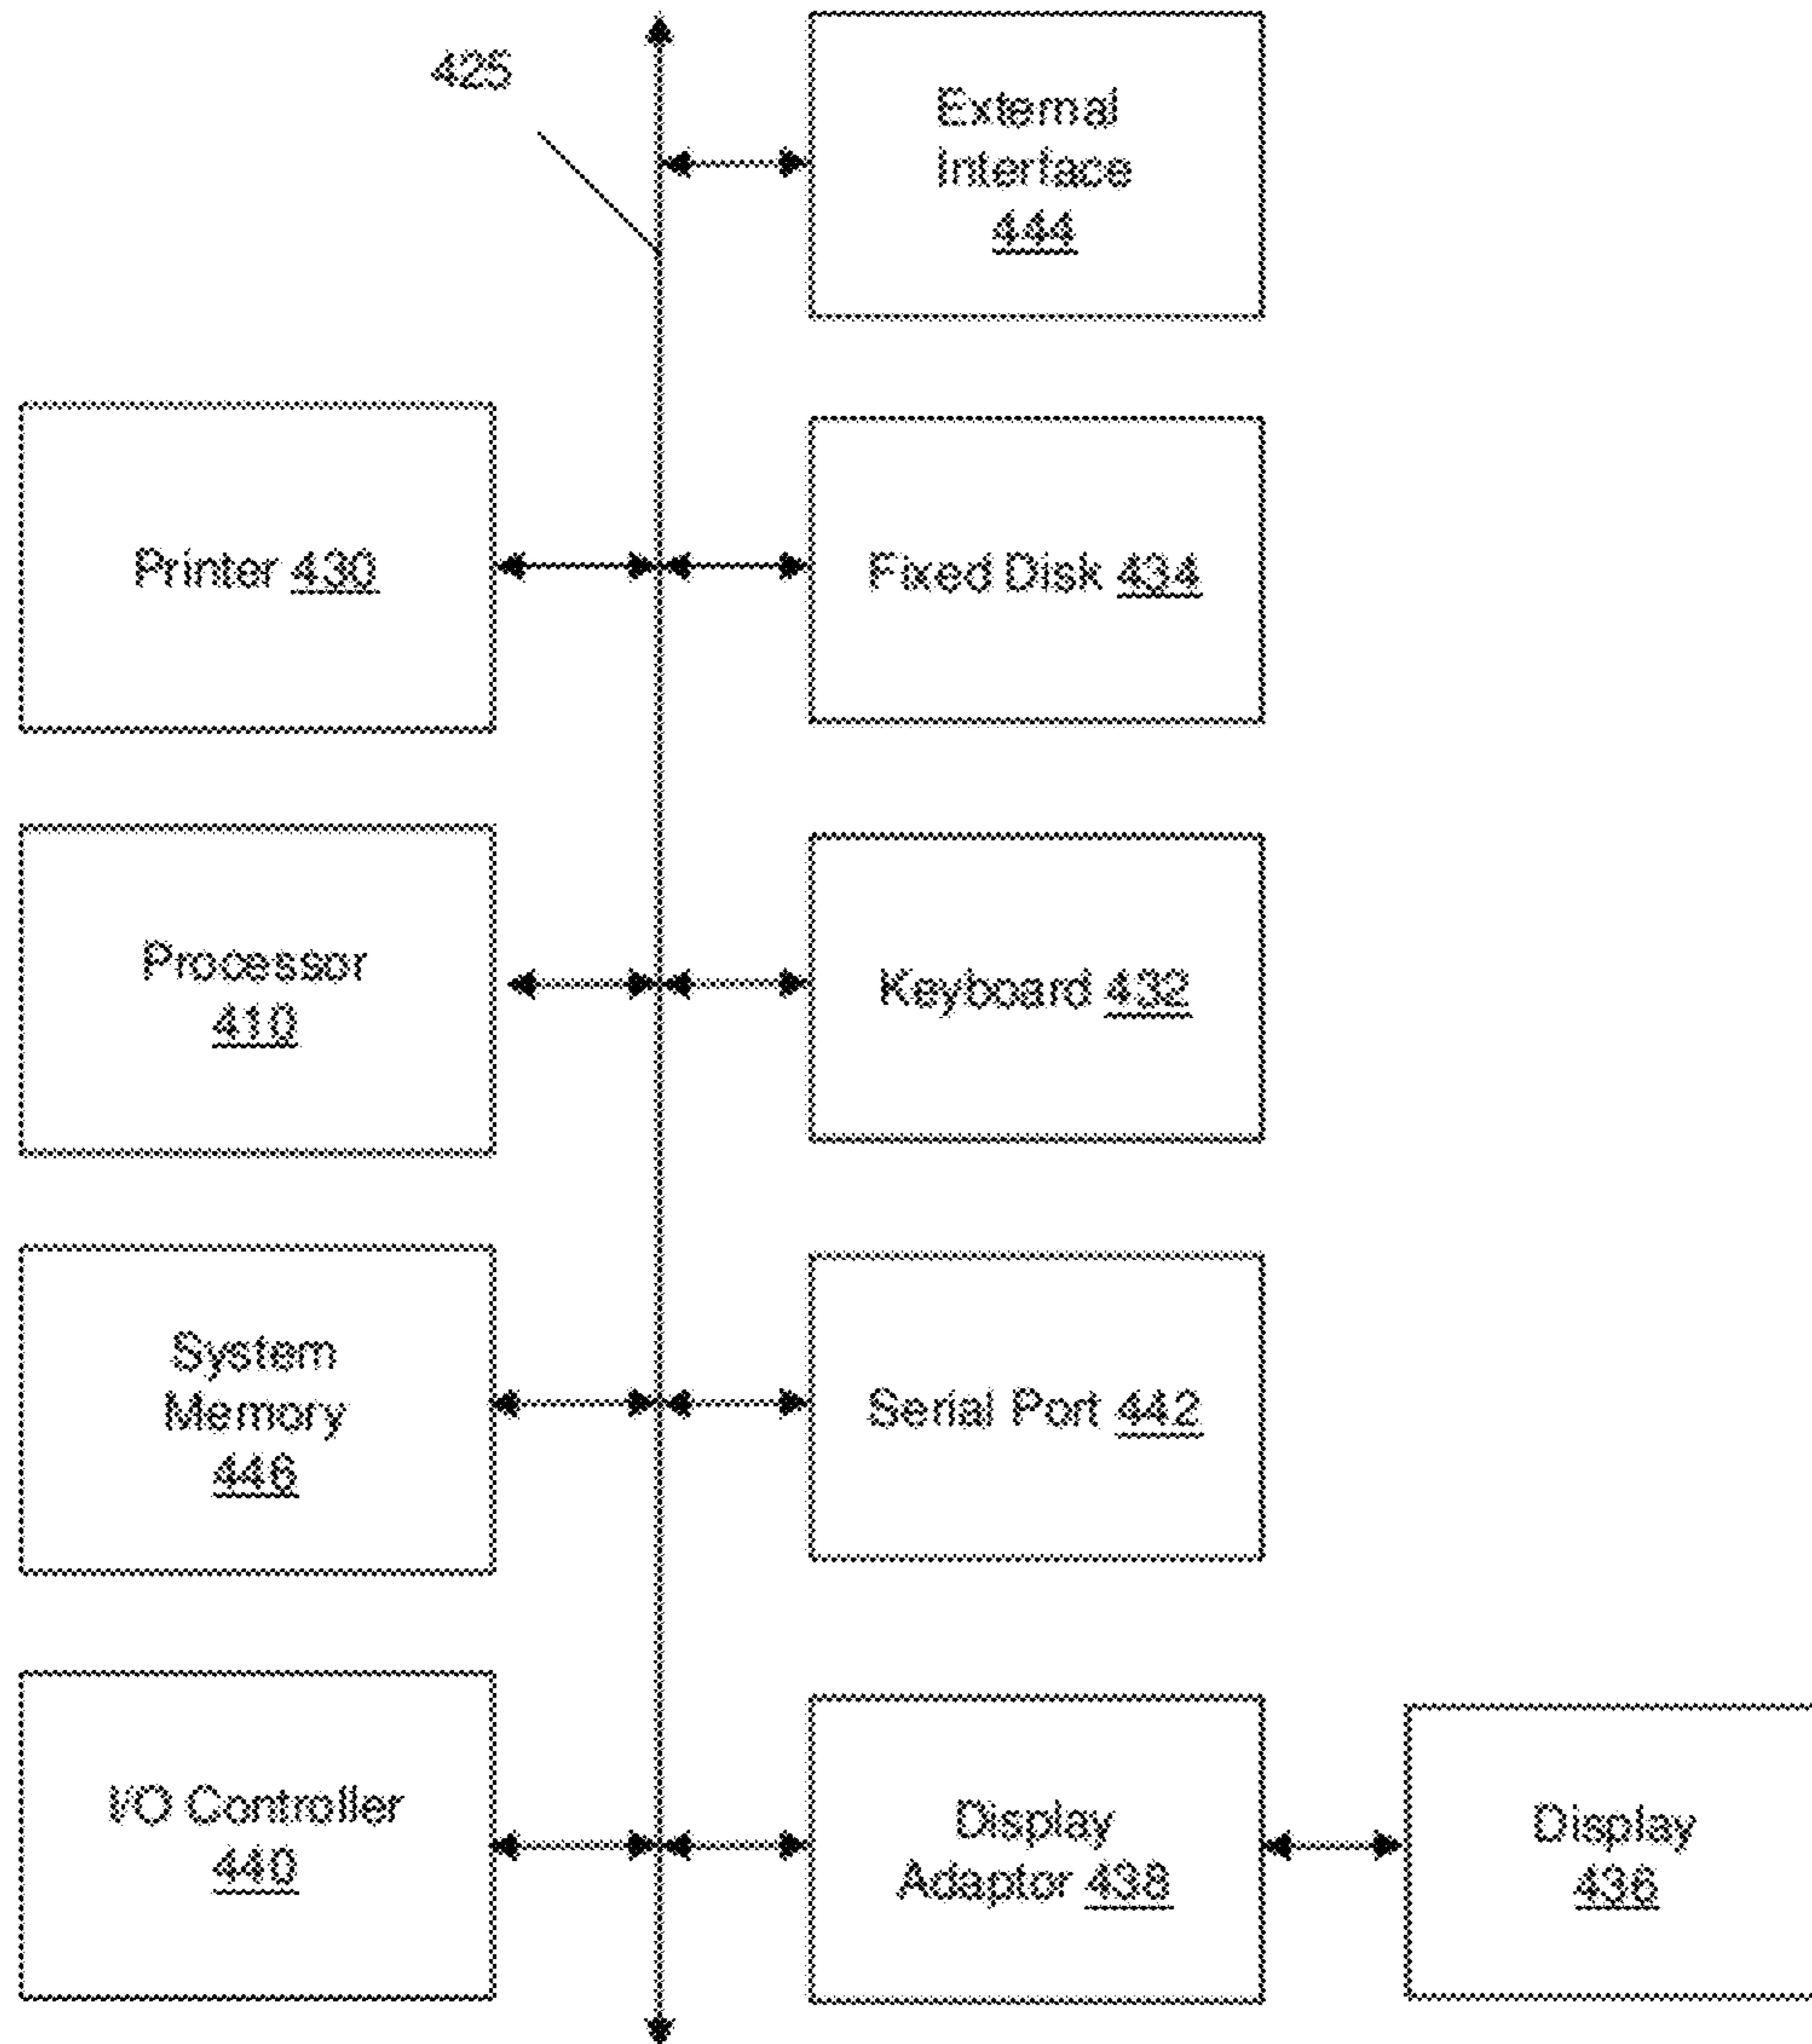 425
External
Interface
444
Printer 430
Fixed Disk 434
Processor
410
Keyboard 432
System
Memory
446
Serial Port 442
I/O Controller
440
Display
Adaptor 438
Display
436